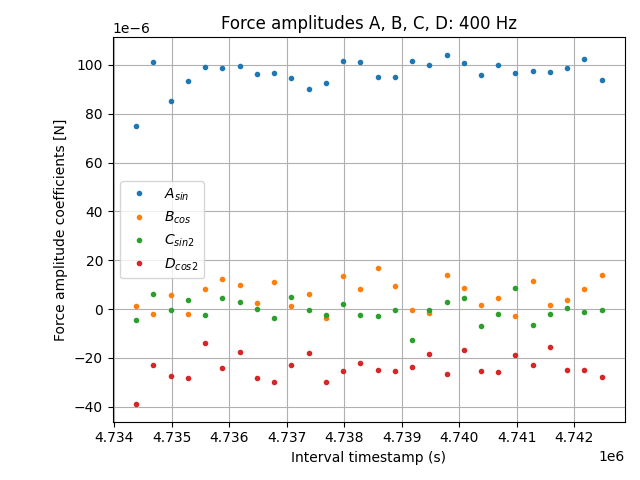 Force amplitudes A, B, C, D: 400 Hz
1e−6
Force amplitude coefficients [N]
100
80
60
40
20
0
−20
−40
A_sin
B_cos
C_sin2
D_cos2
4.734 4.735 4.736 4.737 4.738 4.739 4.740 4.741 4.742
1e6
Interval timestamp (s)